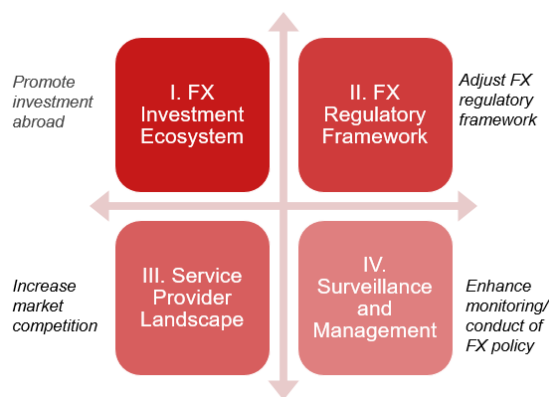 Promote
investment
abroad
I. FX
Investment
Ecosystem
II. FX
Regulatory
Framework
Adjust FX
regulatory
framework
Increase
market
competition
III. Service
Provider
Landscape
IV.
Surveillance
and
Management
Enhance
monitoring/
conduct of
FX policy